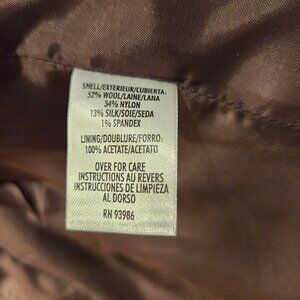 SHELL/EXTERIEUR/CUBIERTA:
52% WOOL/LAINE/LANA
34% NYLON
13% SILK/SOIE/SEDA
1% SPANDEX
LINING/DOUBLURE/FORRO:
100% ACETATE/ACETATO
OVER FOR CARE
INSTRUCTIONS AU REVERS
INSTRUCCIONES DE LIMPIEZA
AL DORSO
RN 93986